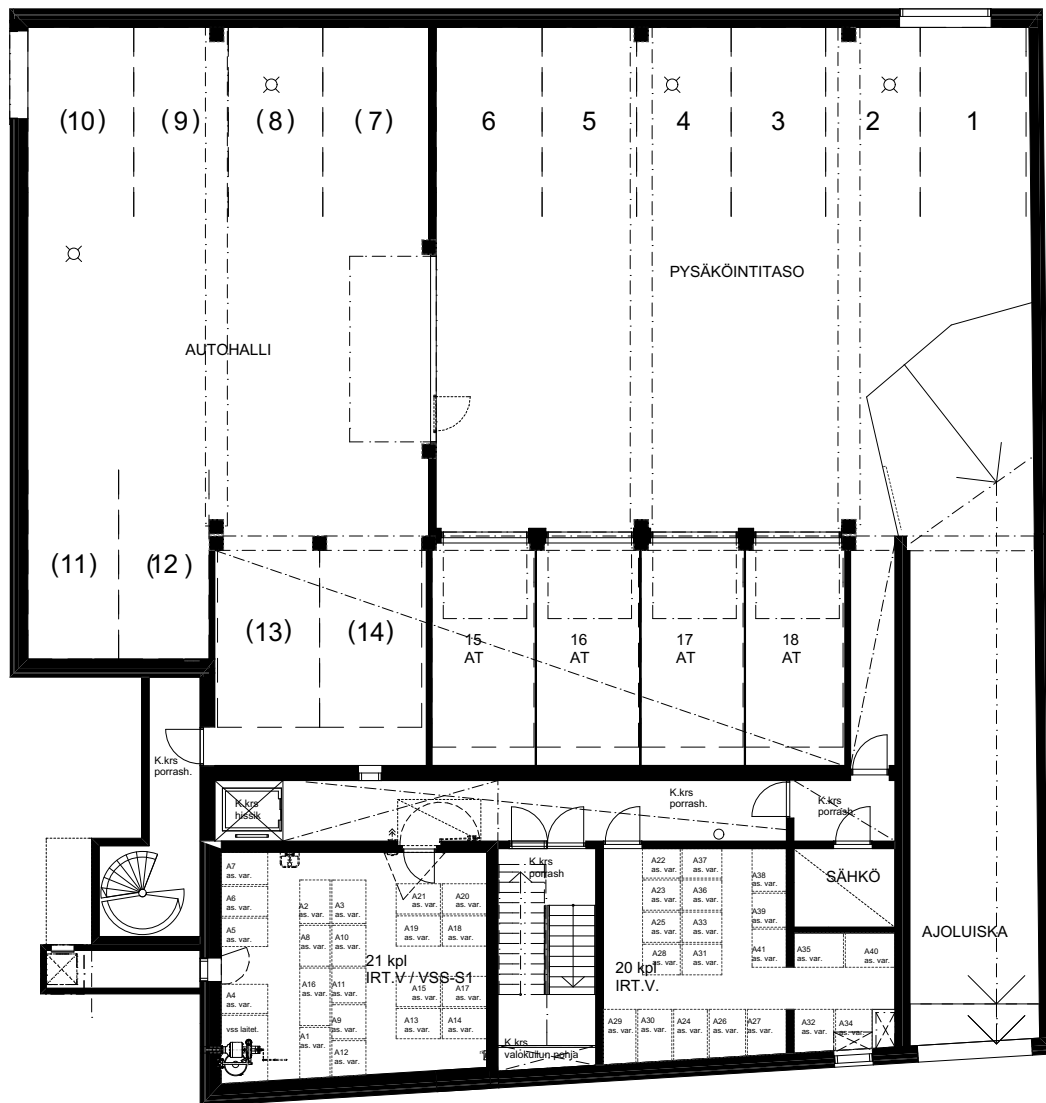 (10)
(9)
(8)
(7)
6
5
4
3
2
1
PYSÄKÖINTITASO
AUTOHALLI
(11)
(12)
(13)
(14)
15
AT
16
AT
17
AT
18
AT
K.krs
porrash.
K.krs
hissik
K.krs
porrash.
K.krs
porrash.
K.krs
porrash
SÄHKÖ
AJOLUISKA
A7
as. var.
A6
as. var.
A5
as. var.
A4
as. var.
vss laitet.
A2
as. var.
A3
as. var.
A8
as. var.
A10
as. var.
A16
as. var.
A11
as. var.
A9
as. var.
A1
as. var.
A12
as. var.
A21
as. var.
A20
as. var.
A19
as. var.
A18
as. var.
21 kpl
IRT.V / VSS-S1
A15
as. var.
A17
as. var.
A13
as. var.
A14
as. var.
K.krs
valokuilun pohja
A22
as. var.
A37
as. var.
A23
as. var.
A36
as. var.
A25
as. var.
A33
as. var.
A28
as. var.
A31
as. var.
A38
as. var.
A39
as. var.
A41
as. var.
A35
as. var.
A40
as. var.
20 kpl
IRT.V.
A29
as. var.
A30
as. var.
A24
as. var.
A26
as. var.
A27
as. var.
A32
as. var.
A34
as. var.